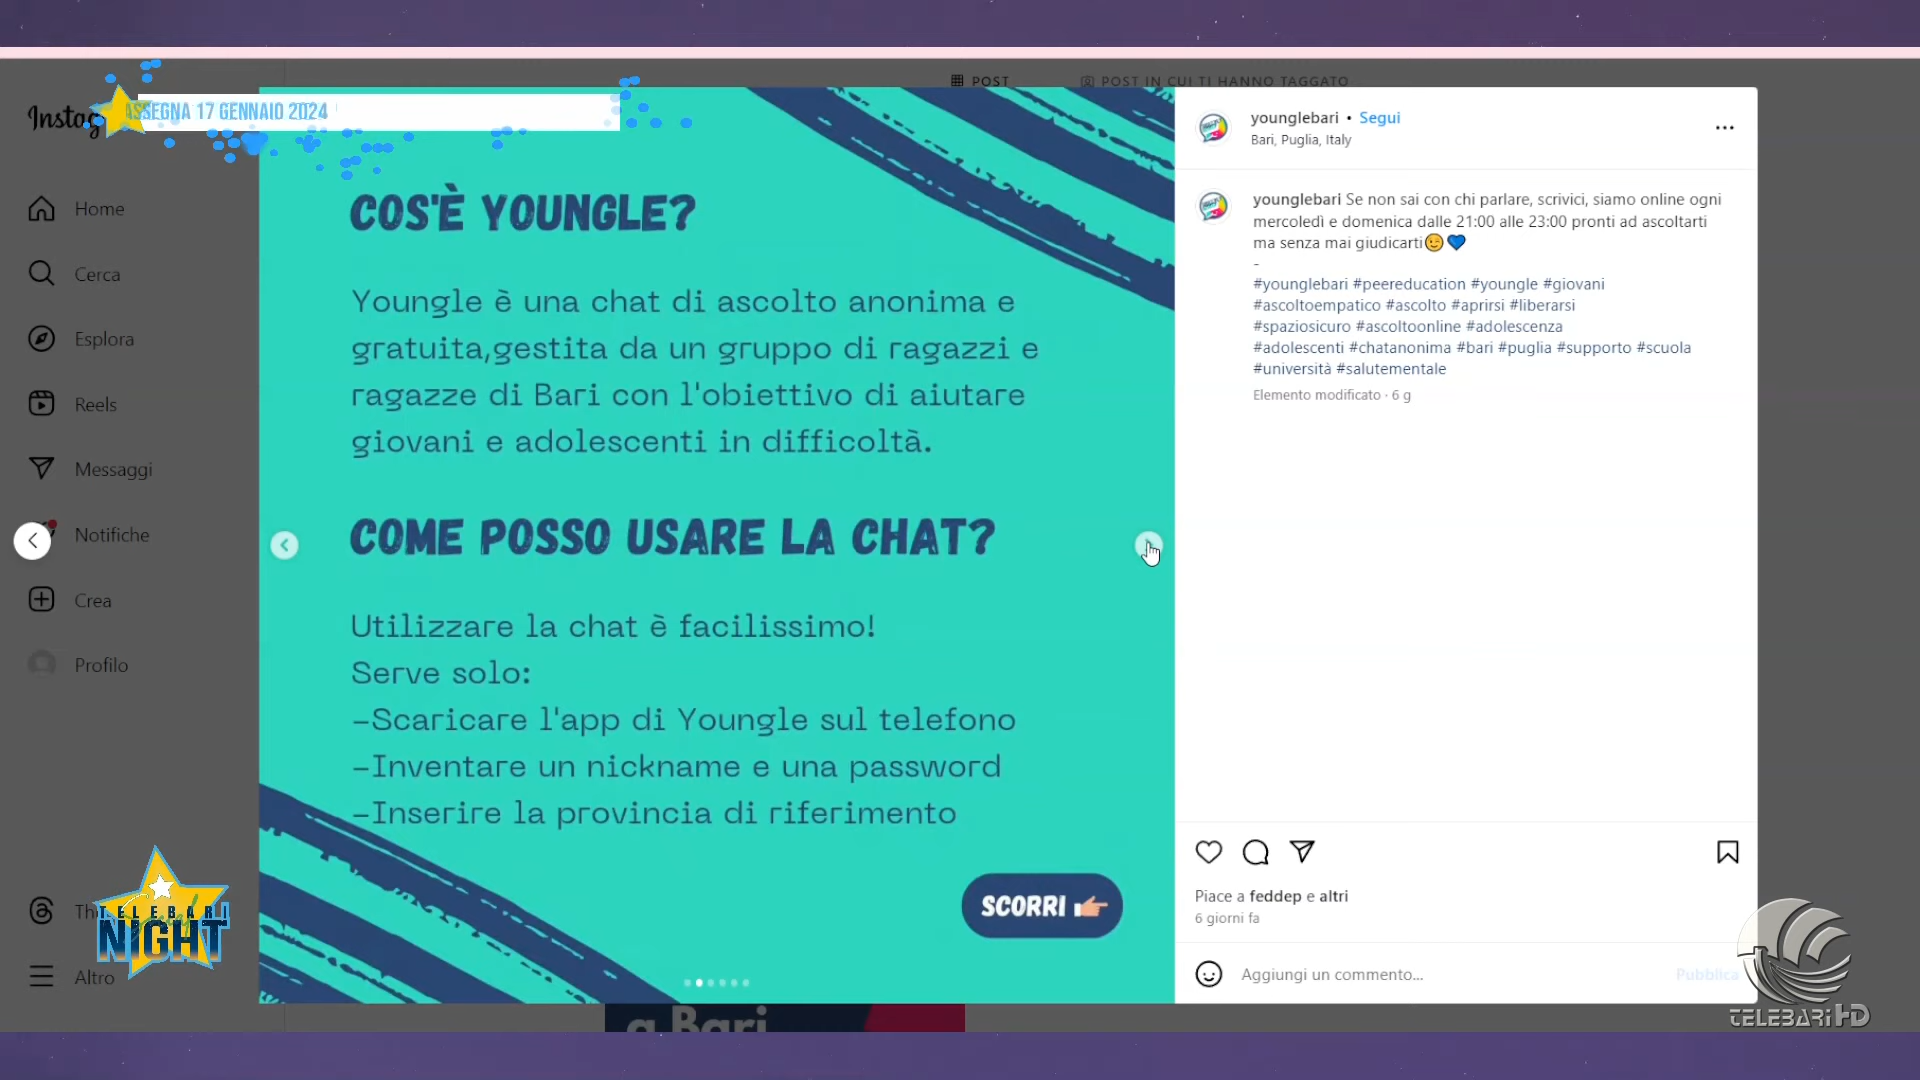 POST
POST IN CUI TI HANNO TAGGATO
Instag
ASSEGNA 17 GENNAIO 2024
Home
Cerca
Esplora
Reels
Messaggi
Notifiche
Crea
Profilo
Th
Altro
TELEBARI
NIGHT
COS'È YOUNGLE?
Youngle è una chat di ascolto anonima e
gratuita,gestita da un gruppo di ragazzi e
ragazze di Bari con l'obiettivo di aiutare
giovani e adolescenti in difficoltà.
COME POSSO USARE LA CHAT?
Utilizzare la chat è facilissimo!
Serve solo:
-Scaricare l'app di Youngle sul telefono
-Inventare un nickname e una password
-Inserire la provincia di riferimento
SCORRI
a Bari
younglebari • Segui
Bari, Puglia, Italy
younglebari Se non sai con chi parlare, scrivici, siamo online ogni
mercoledì e domenica dalle 21:00 alle 23:00 pronti ad ascoltarti
ma senza mai giudicarti😉💙
-
#younglebari #peereducation #youngle #giovani
#ascoltoempatico #ascolto #aprirsi #liberarsi
#spaziosicuro #ascoltoonline #adolescenza
#adolescenti #chatanonima #bari #puglia #supporto #scuola
#università #salutementale
Elemento modificato · 6 g
Piace a feddep e altri
6 giorni fa
Aggiungi un commento...
Pubblica
TELEBARI HD